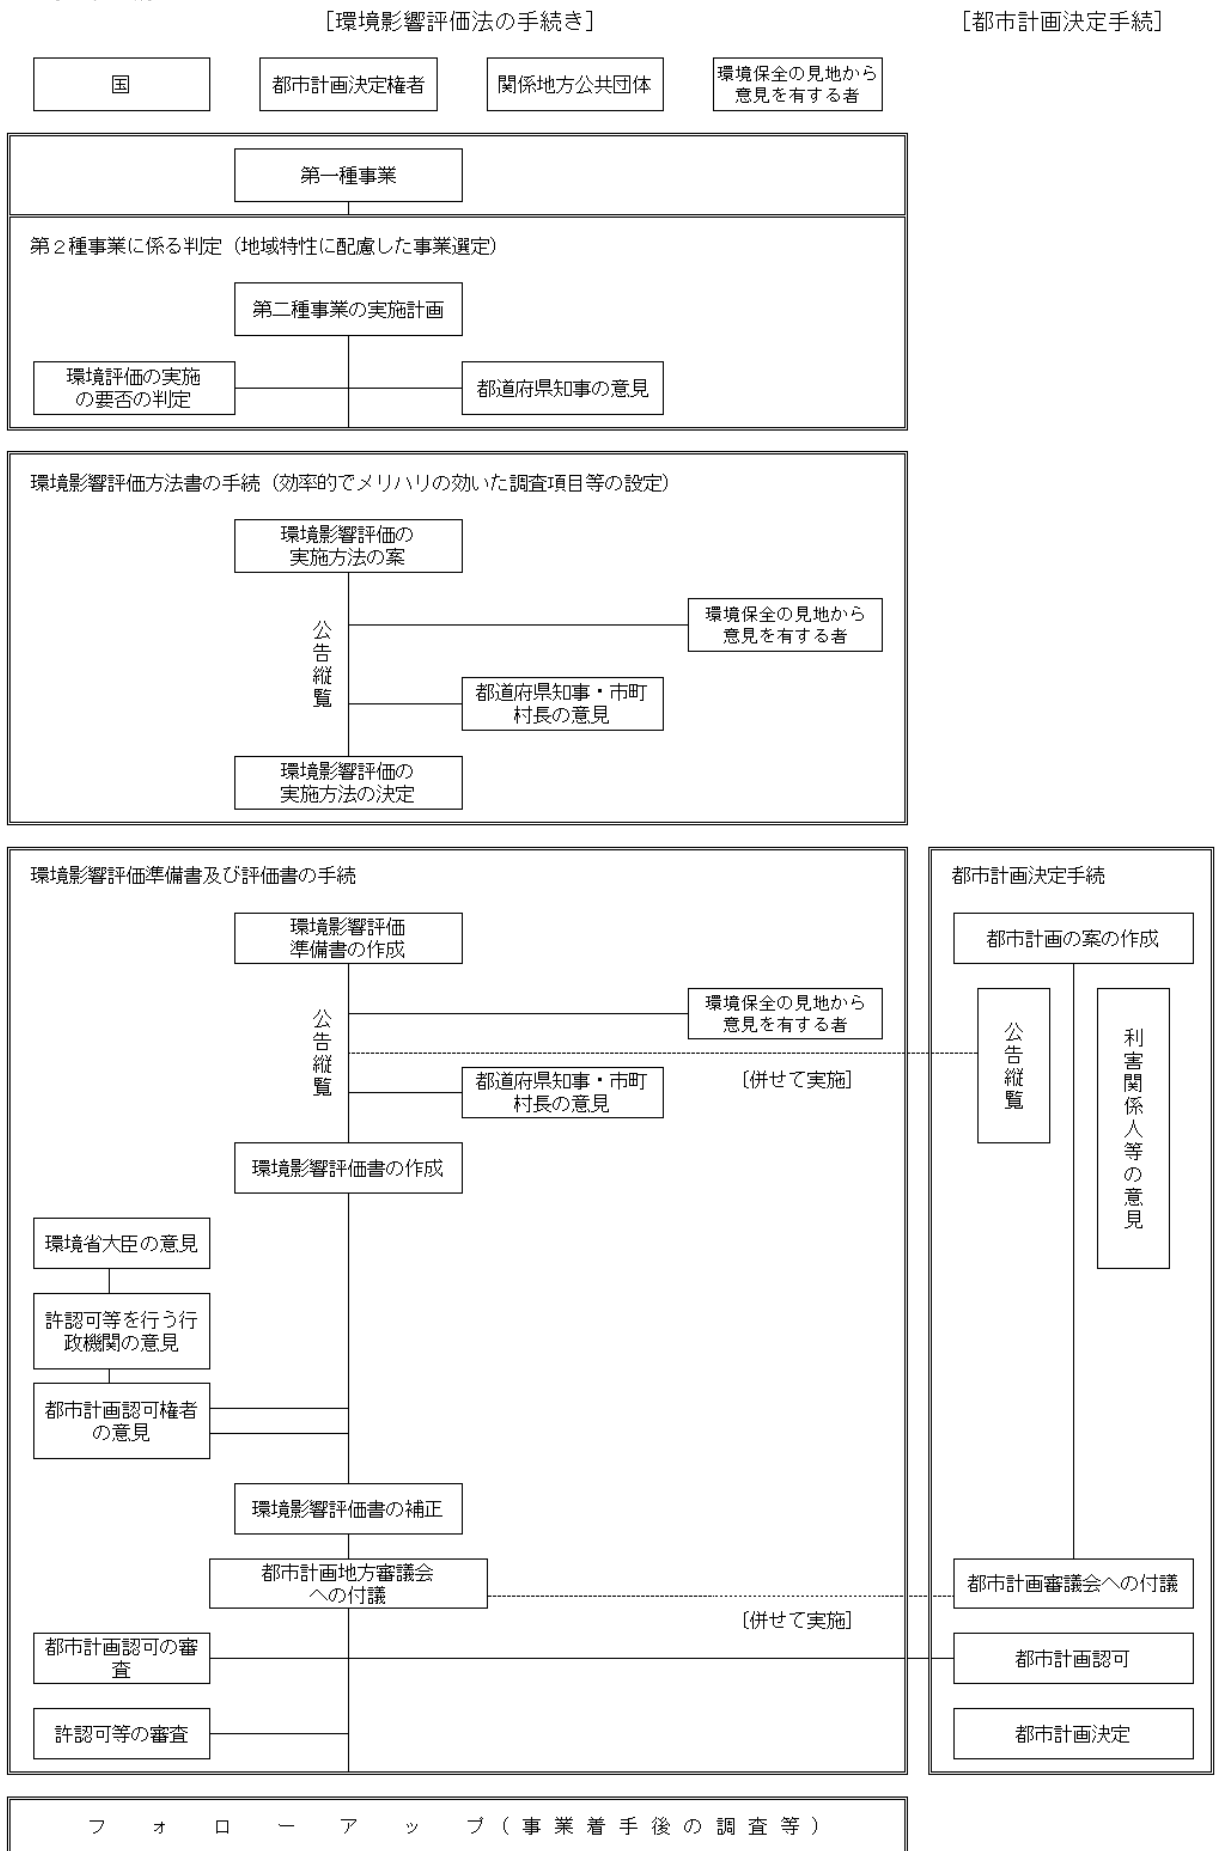 [環境影響評価法の手続き]
[都市計画決定手続]
国
都市計画決定権者
関係地方公共団体
環境保全の見地から
意見を有する者
第一種事業
第2種事業に係る判定（地域特性に配慮した事業選定）
第二種事業の実施計画
環境評価の実施
の要否の判定
都道府県知事の意見
環境影響評価方法書の手続（効率的でメリハリの効いた調査項目等の設定）
環境影響評価の
実施方法の案
公告縦覧
環境保全の見地から
意見を有する者
都道府県知事・市町
村長の意見
環境影響評価の
実施方法の決定
環境影響評価準備書及び評価書の手続
環境影響評価
準備書の作成
公告縦覧
環境保全の見地から
意見を有する者
[併せて実施]
都道府県知事・市町
村長の意見
環境影響評価書の作成
環境省大臣の意見
許認可等を行う行
政機関の意見
都市計画認可権者
の意見
環境影響評価書の補正
都市計画地方審議会
への付議
[併せて実施]
都市計画認可の審
査
許認可等の審査
都市計画決定手続
都市計画の案の作成
公告縦覧
利害関係人等の意見
都市計画審議会への付議
都市計画認可
都市計画決定
フォローアップ（事業着手後の調査等）